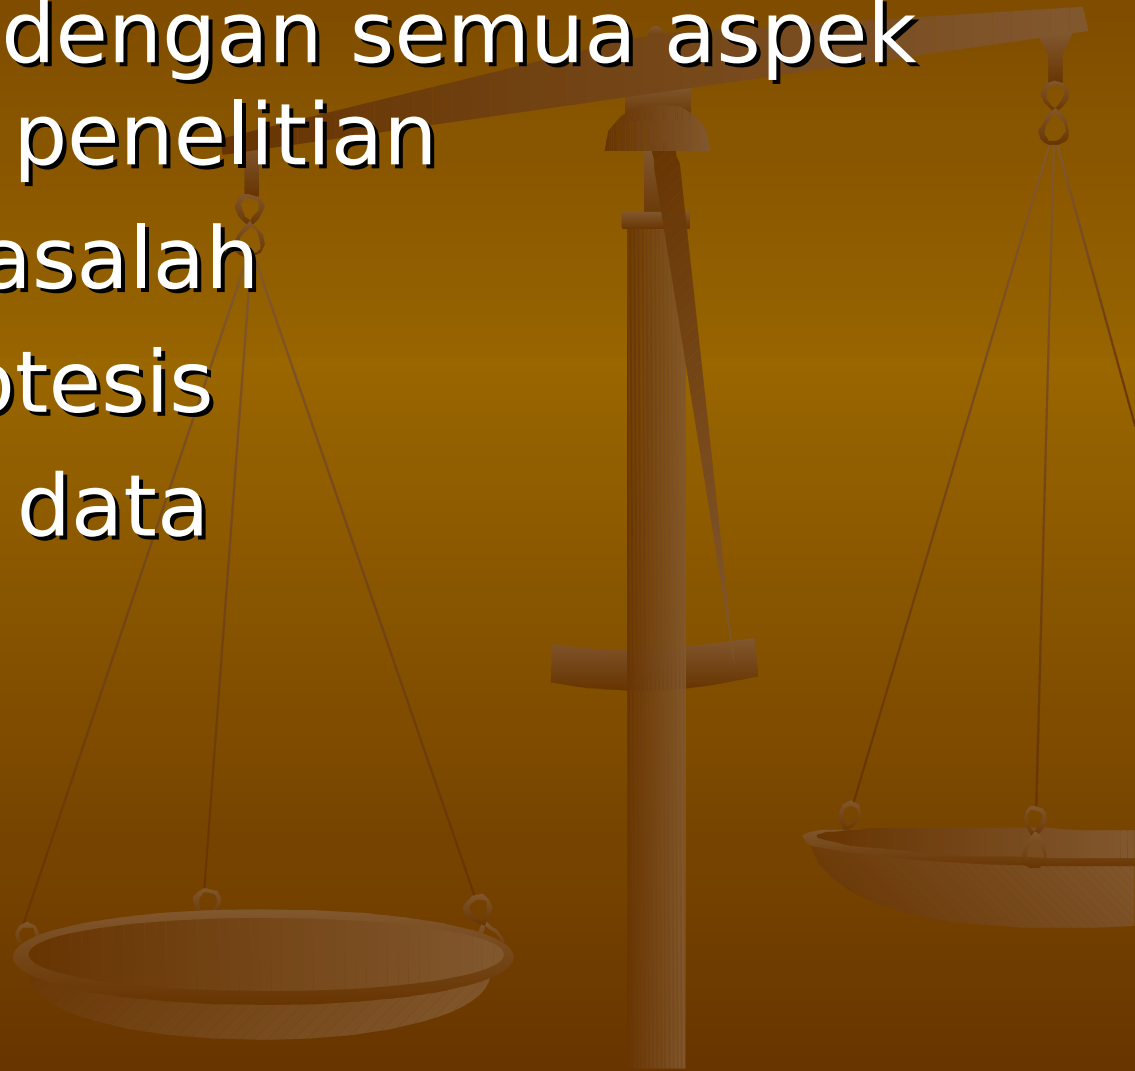 dengan semua aspek
penelitian
asalah
otesis
data